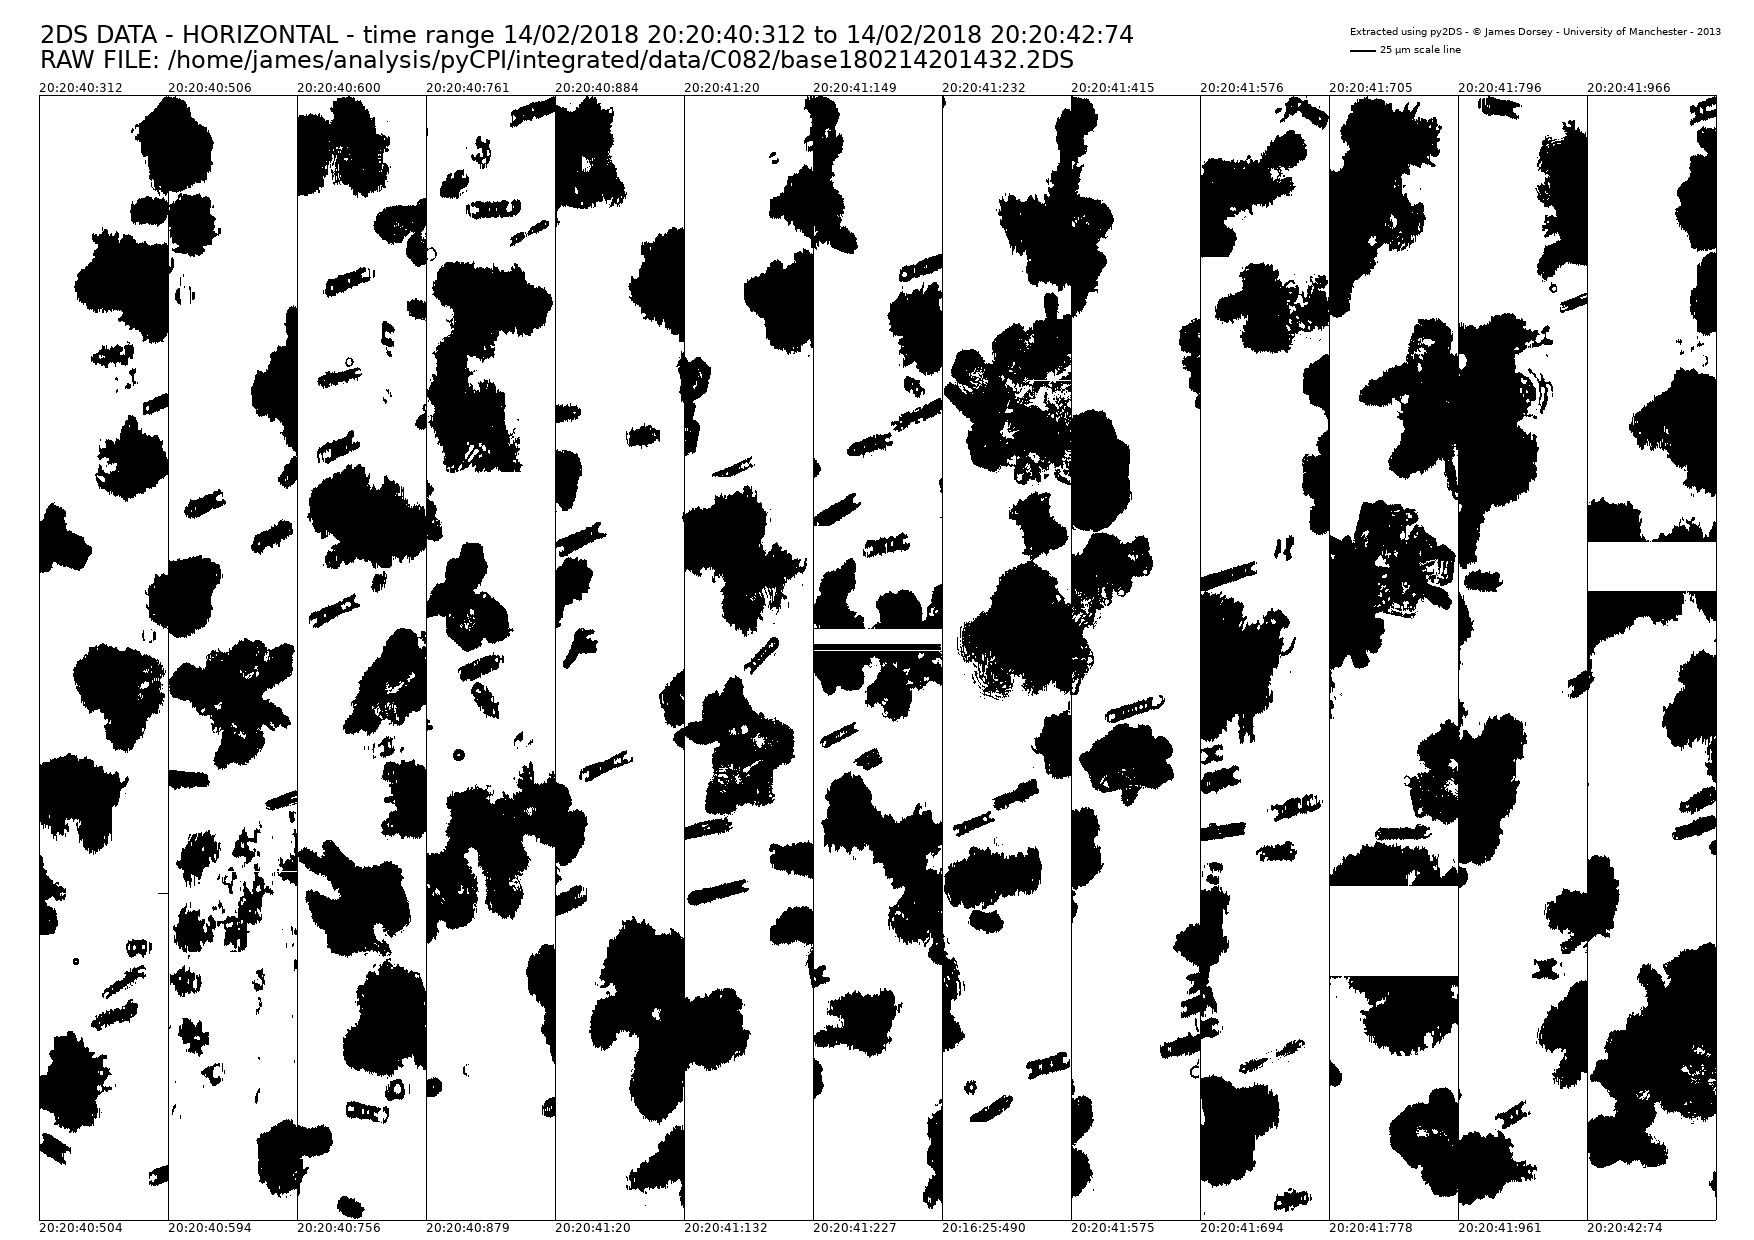 2DS DATA - HORIZONTAL - time range 14/02/2018 20:20:40:312 to 14/02/2018 20:20:42:74
RAW FILE: /home/james/analysis/pyCPI/integrated/data/C082/base180214201432.2DS
Extracted using py2DS - © James Dorsey - University of Manchester - 2013
25 µm scale line
20:20:40:312 20:20:40:506 20:20:40:600 20:20:40:761 20:20:40:884 20:20:41:20 20:20:41:149 20:20:41:232 20:20:41:415 20:20:41:576 20:20:41:705 20:20:41:796 20:20:41:966
20:20:40:504 20:20:40:594 20:20:40:756 20:20:40:879 20:20:41:20 20:20:41:132 20:20:41:227 20:16:25:490 20:20:41:575 20:20:41:694 20:20:41:778 20:20:41:961 20:20:42:74